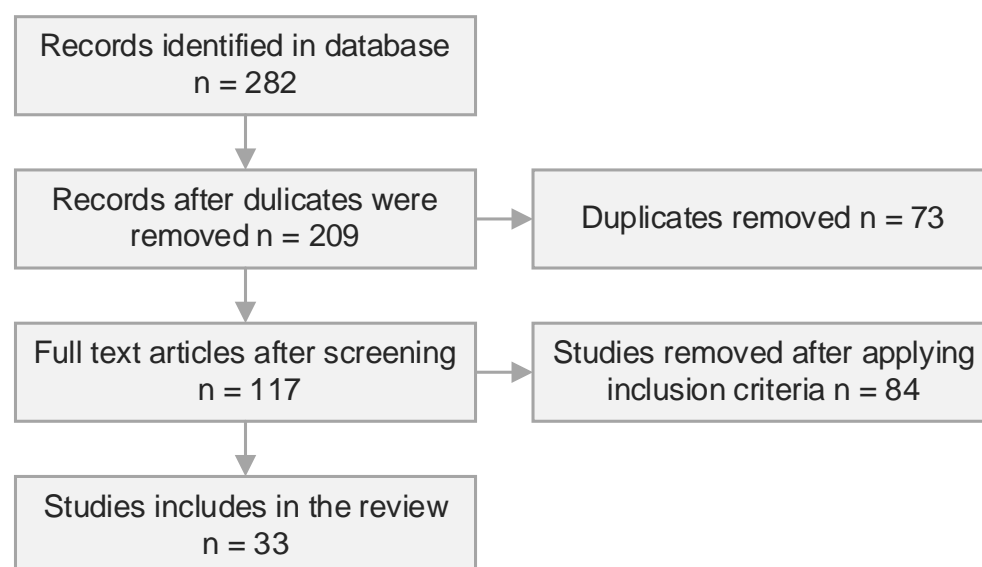 Records identified in database
n = 282
Records after dulicates were
removed n = 209
Duplicates removed n = 73
Full text articles after screening
n = 117
Studies removed after applying
inclusion criteria n = 84
Studies includes in the review
n = 33